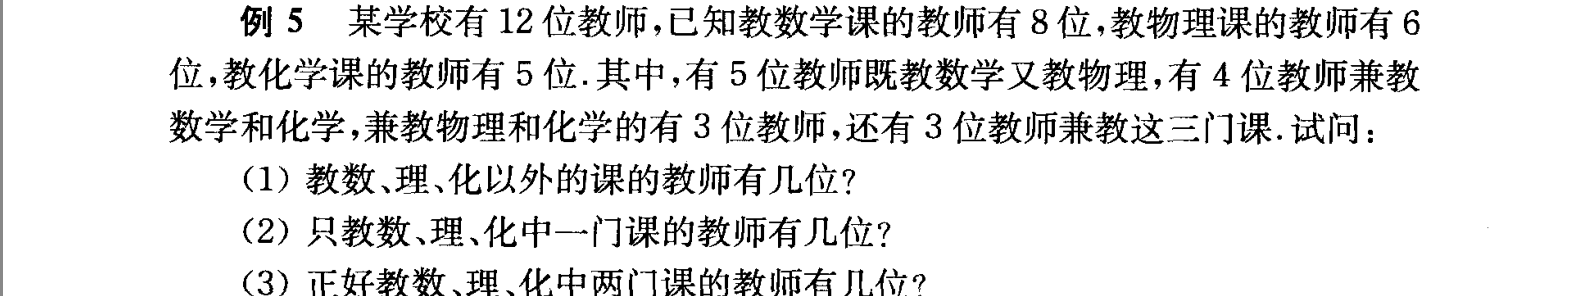 例 5 某学校有 12 位教师,已知教数学课的教师有 8 位,教物理课的教师有 6
位,教化学课的教师有 5 位.其中,有 5 位教师既教数学又教物理,有 4 位教师兼教
数学和化学,兼教物理和化学的有 3 位教师,还有 3 位教师兼教这三门课.试问:
(1) 教数、理、化以外的课的教师有几位?
(2) 只教数、理、化中一门课的教师有几位?
(3) 正好教数、理、化中两门课的教师有几位?